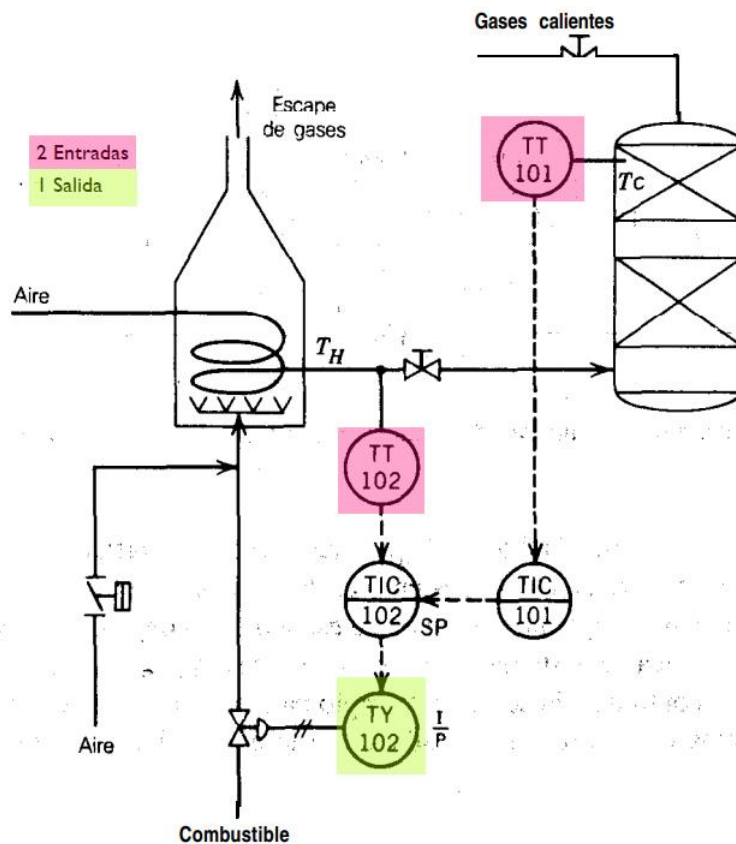 Gases calientes
Escape
de gases
2 Entradas
1 Salida
TT
101
Tc
Aire
TH
TT
102
TIC
102
SP
TIC
101
TY
102
I
P
Aire
Combustible